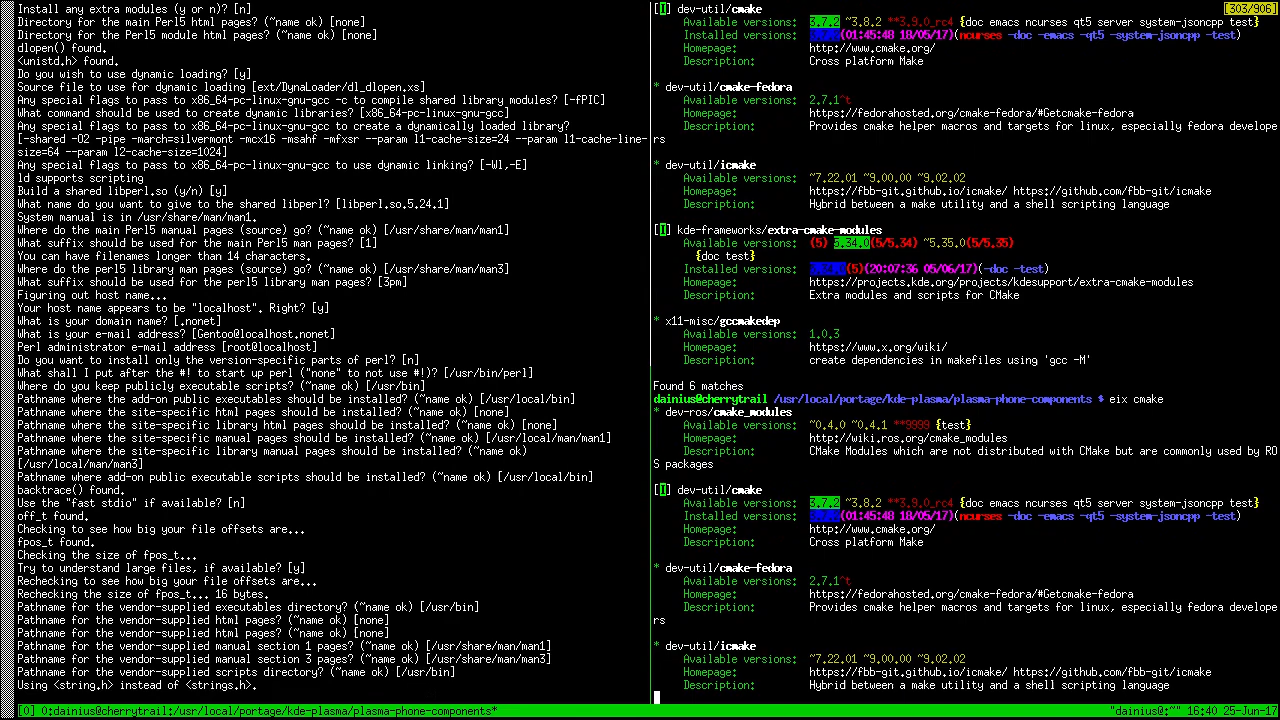 Install any extra modules (y or n)? [n]
Directory for the main Perl5 html pages? (~name ok) [none]
Directory for the Perl5 module html pages? (~name ok) [none]
dlopen() found.
<unistd.h> found.
Do you wish to use dynamic loading? [y]
Source file to use for dynamic loading [ext/DynaLoader/dl_dlopen.xs]
Any special flags to pass to x86_64-pc-linux-gnu-gcc -c to compile shared library modules? [-fPIC]
What command should be used to create dynamic libraries? [x86_64-pc-linux-gnu-gcc]
Any special flags to pass to x86_64-pc-linux-gnu-gcc to create a dynamically loaded library?
[-shared -O2 -pipe -march=silvermont -mcx16 -msahf -mfxsr --param l1-cache-size=24 --param l1-cache-line-
size=64 --param l2-cache-size=1024]
Any special flags to pass to x86_64-pc-linux-gnu-gcc to use dynamic linking? [-Wl,-E]
ld supports scripting
Build a shared libperl.so (y/n) [y]
What name do you want to give to the shared libperl? [libperl.so.5.24.1]
System manual is in /usr/share/man/man1.
Where do the main Perl5 manual pages (source) go? (~name ok) [/usr/share/man/man1]
What suffix should be used for the main Perl5 man pages? [1]
You can have filenames longer than 14 characters.
Where do the perl5 library man pages (source) go? (~name ok) [/usr/share/man/man3]
What suffix should be used for the perl5 library man pages? [3pm]
Figuring out host name...
Your host name appears to be "localhost". Right? [y]
What is your domain name? [.nonet]
What is your e-mail address? [Gentoo@localhost.nonet]
Perl administrator e-mail address [root@localhost]
Do you want to install only the version-specific parts of perl? [n]
What shall I put after the #! to start up perl ("none" to not use #!)? [/usr/bin/perl]
Where do you keep publicly executable scripts? (~name ok) [/usr/bin]
Pathname where the add-on public executables should be installed? (~name ok) [/usr/local/bin]
Pathname where the site-specific html pages should be installed? (~name ok) [none]
Pathname where the site-specific library html pages should be installed? (~name ok) [none]
Pathname where the site-specific manual pages should be installed? (~name ok) [/usr/local/man/man1]
Pathname where the site-specific library manual pages should be installed? (~name ok)
[/usr/local/man/man3]
Pathname where add-on public executable scripts should be installed? (~name ok) [/usr/local/bin]
backtrace() found.
Use the "fast stdio" if available? [n]
off_t found.
Checking to see how big your file offsets are...
fpos_t found.
Checking the size of fpos_t...
Try to understand large files, if available? [y]
Rechecking to see how big your file offsets are...
Rechecking the size of fpos_t... 16 bytes.
Pathname for the vendor-supplied executables directory? (~name ok) [/usr/bin]
Pathname for the vendor-supplied html pages? (~name ok) [none]
Pathname for the vendor-supplied html pages? (~name ok) [none]
Pathname for the vendor-supplied manual section 1 pages? (~name ok) [/usr/share/man/man1]
Pathname for the vendor-supplied manual section 3 pages? (~name ok) [/usr/share/man/man3]
Pathname for the vendor-supplied scripts directory? (~name ok) [/usr/bin]
Using <string.h> instead of <strings.h>.
[303/906]
[I] dev-util/cmake
Available versions: 3.7.2 ~3.8.2 **3.9.0_rc4 {doc emacs ncurses qt5 server system-jsoncpp test}
Installed versions: (01:45:48 18/05/17)(ncurses -doc -emacs -qt5 -system-jsoncpp -test)
Homepage: http://www.cmake.org/
Description: Cross platform Make
* dev-util/cmake-fedora
Available versions: 2.7.1^t
Homepage: https://fedorahosted.org/cmake-fedora/#Getcmake-fedora
Description: Provides cmake helper macros and targets for linux, especially fedora develope
rs
* dev-util/icmake
Available versions: ~7.22.01 ~9.00.00 ~9.02.02
Homepage: https://fbb-git.github.io/icmake/ https://github.com/fbb-git/icmake
Description: Hybrid between a make utility and a shell scripting language
[I] kde-frameworks/extra-cmake-modules
Available versions: (5) 5.34.0(5/5.34) ~5.35.0(5/5.35)
{doc test}
Installed versions: 5.34.0(5)(20:07:36 05/06/17)(-doc -test)
Homepage: https://projects.kde.org/projects/kdesupport/extra-cmake-modules
Description: Extra modules and scripts for CMake
* x11-misc/gccmakedep
Available versions: 1.0.3
Homepage: https://www.x.org/wiki/
Description: create dependencies in makefiles using 'gcc -M'
Found 6 matches
dainius@cherrytrail /usr/local/portage/kde-plasma/plasma-phone-components $ eix cmake
* dev-ros/cmake_modules
Available versions: ~0.4.0 ~0.4.1 **9999 {test}
Homepage: http://wiki.ros.org/cmake_modules
Description: CMake Modules which are not distributed with CMake but are commonly used by RO
S packages
[I] dev-util/cmake
Available versions: 3.7.2 ~3.8.2 **3.9.0_rc4 {doc emacs ncurses qt5 server system-jsoncpp test}
Installed versions: (01:45:48 18/05/17)(ncurses -doc -emacs -qt5 -system-jsoncpp -test)
Homepage: http://www.cmake.org/
Description: Cross platform Make
* dev-util/cmake-fedora
Available versions: 2.7.1^t
Homepage: https://fedorahosted.org/cmake-fedora/#Getcmake-fedora
Description: Provides cmake helper macros and targets for linux, especially fedora develope
rs
* dev-util/icmake
Available versions: ~7.22.01 ~9.00.00 ~9.02.02
Homepage: https://fbb-git.github.io/icmake/ https://github.com/fbb-git/icmake
Description: Hybrid between a make utility and a shell scripting language
[0] 0:dainius@cherrytrail:/usr/local/portage/kde-plasma/plasma-phone-components* "dainius@:~" 16:40 25-Jun-17